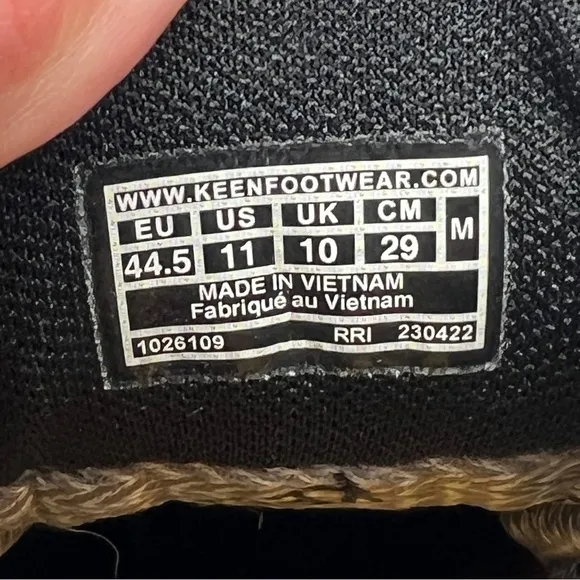 WWW.KEENFOOTWEAR.COM
EU US UK CM M
44.5 11 10 29
MADE IN VIETNAM
Fabriqué au Vietnam
1026109 RRI 230422